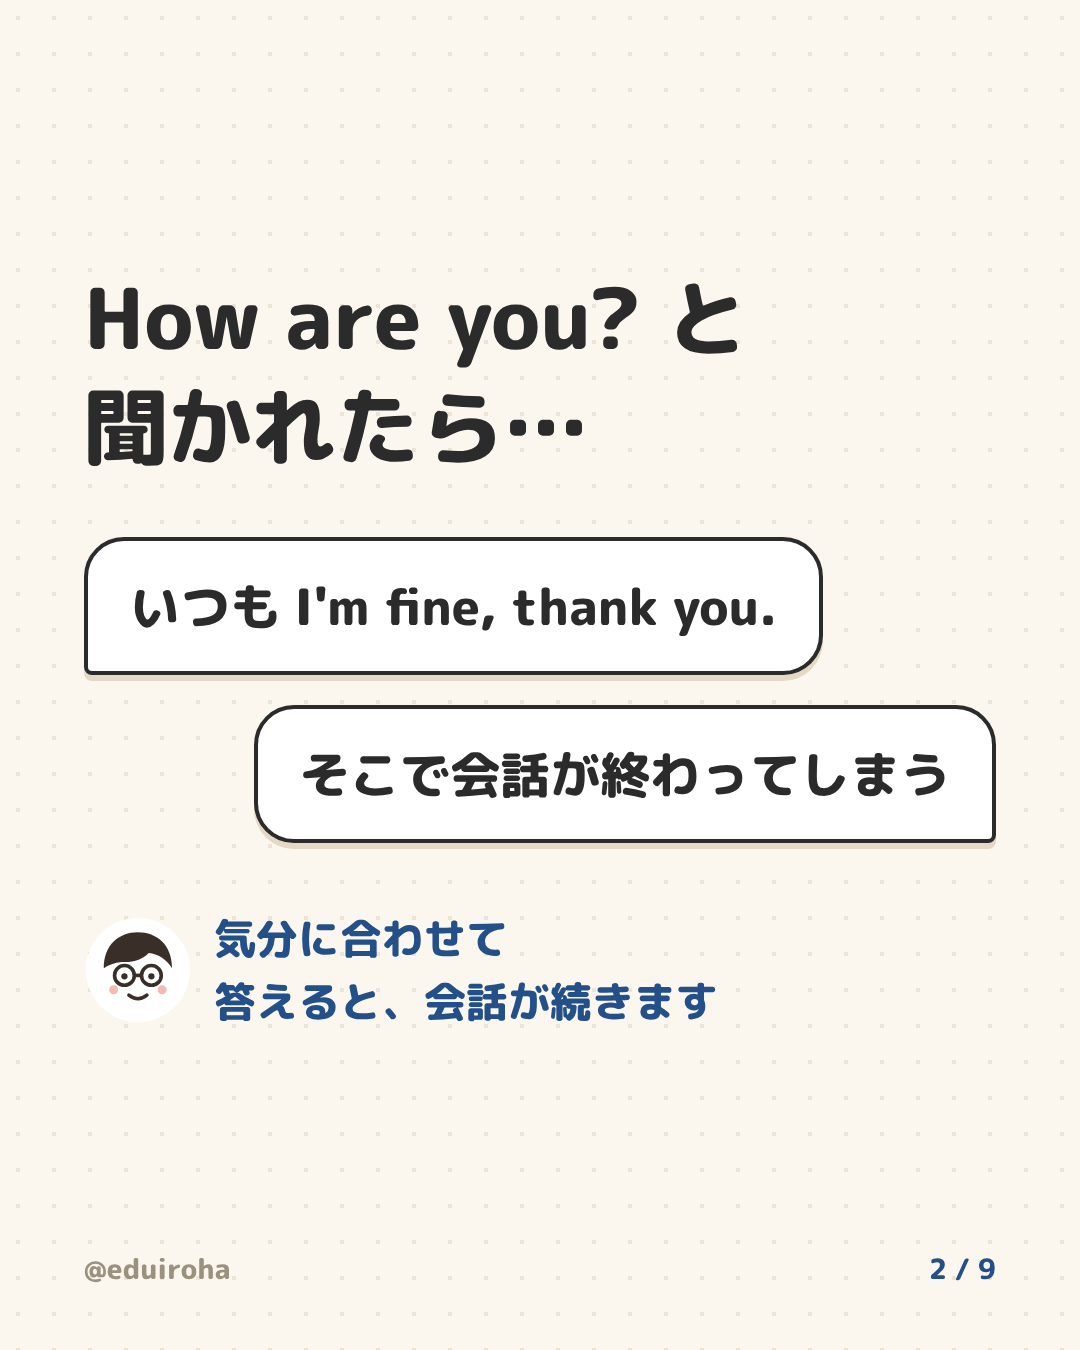 How are you? と
聞かれたら…
いつも I'm fine, thank you.
そこで会話が終わってしまう
気分に合わせて
答えると、会話が続きます
@eduiroha
2 / 9